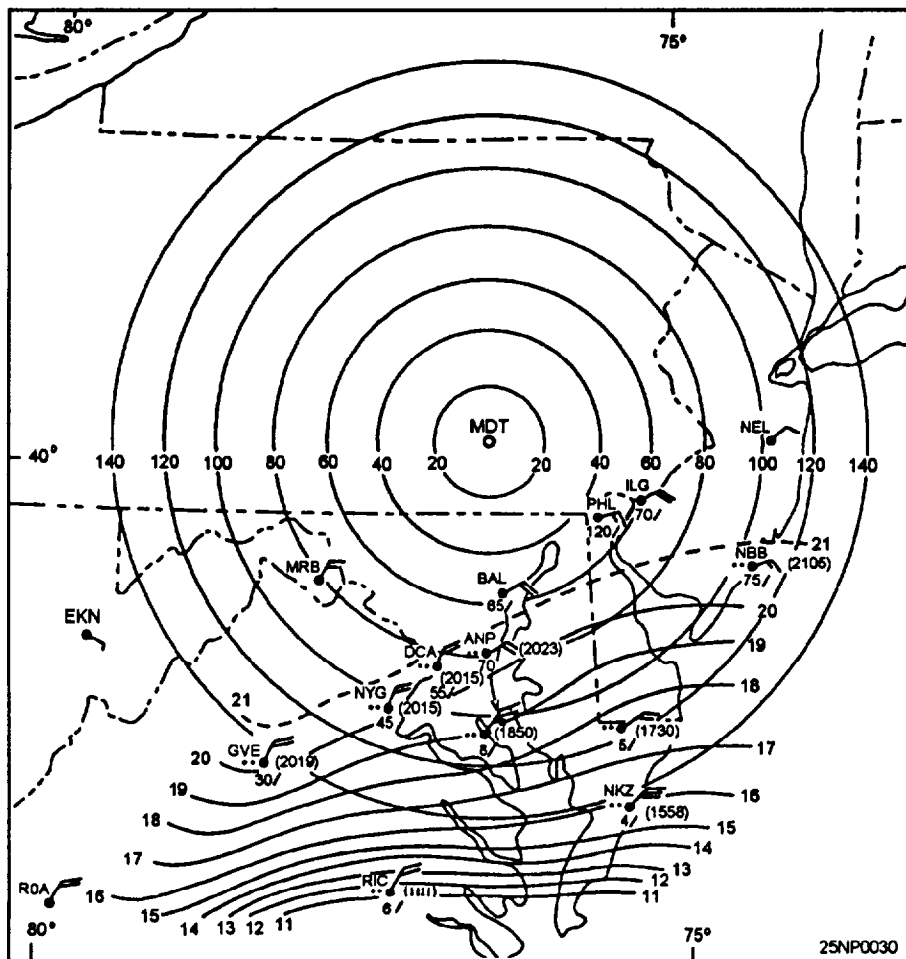 80° 75°
MDT
NEL
40° 140 120 100 80 60 40 20 20 40 60 80 100 120 140
ILG
PHL 70/
120/
21
MRB NBB (2105)
75
BAL
65
20
EKN
ANP
DCA (2023) 19
70
(2015)
55/
NYG 18
21 (2015)
45
(1850) (1730)
GVE 8/ 5/ 17
20 (2019)
30/
19 NKZ 16
18 (1558)
4/
17 15
14
16 RIC 13
ROA 12
15 (1111) 11
14 13 12 11 6/
80° 75°
25NP0030